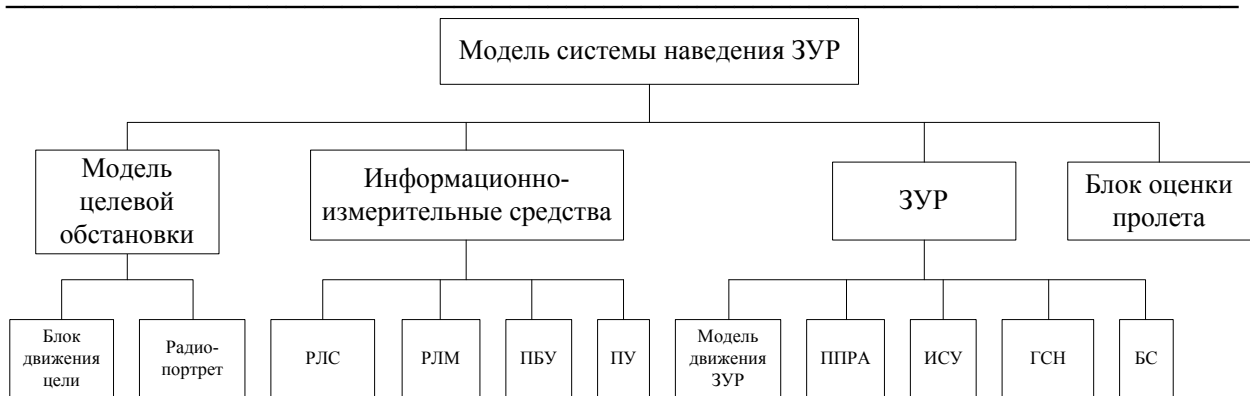 Модель системы наведения ЗУР
Модель
целевой
обстановки
Информационно-
измерительные средства
ЗУР
Блок оценки
пролета
Блок
движения
цели
Радио-
портрет
РЛС
РЛМ
ПБУ
ПУ
Модель
движения
ЗУР
ППРА
ИСУ
ГСН
БС